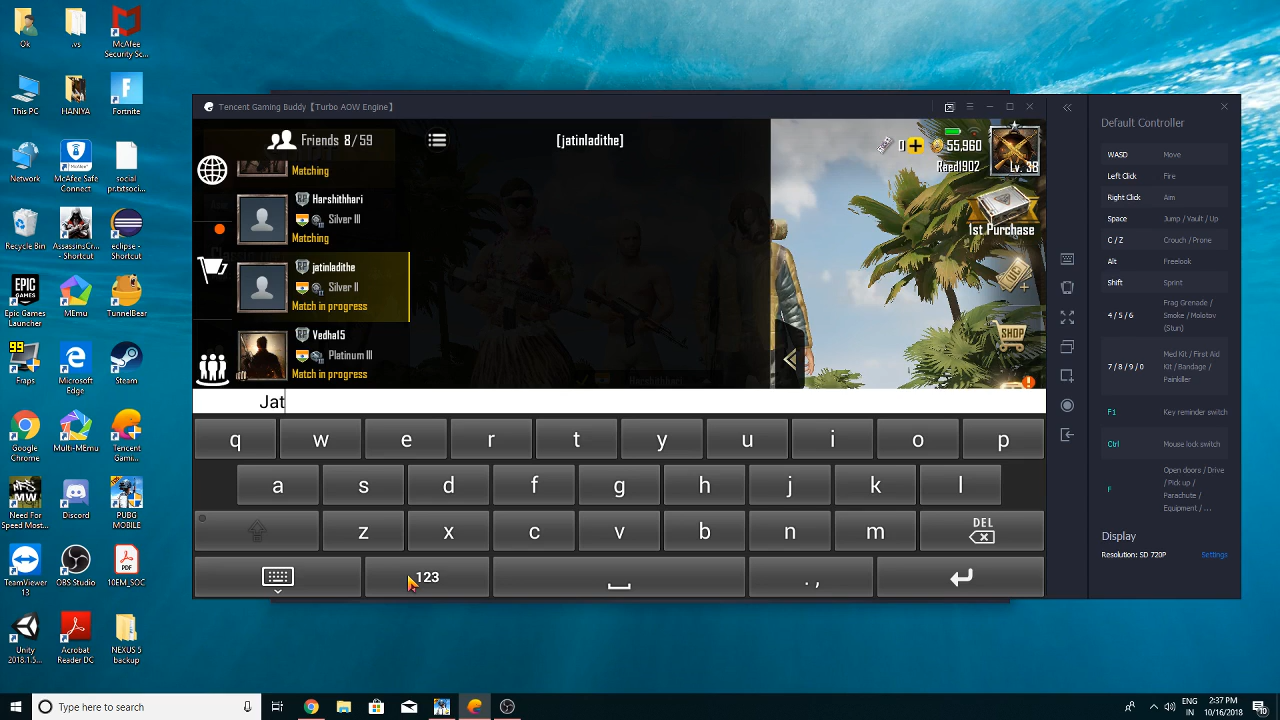 Ok
.vs
McAfee Security Sc...
This PC
HANIYA
Fortnite
Network
McAfee Safe Connect
social pr.txtsoci...
Recycle Bin
AssassinsCr... - Shortcut
eclipse - Shortcut
Epic Games Launcher
MEmu
TunnelBear
Fraps
Microsoft Edge
Steam
Google Chrome
Multi-MEmu
Tencent Gami...
Need For Speed Most...
Discord
PUBG MOBILE
TeamViewer 13
OBS Studio
10EM_SOC
Unity 2018.1.5...
Acrobat Reader DC
NEXUS 5 backup
Tencent Gaming Buddy【Turbo AOW Engine】
Friends 8/59
[jatinladithe]
0
55,960
Raed1902
Lv. 38
Matching
Harshithhari
Silver III
Matching
jatinladithe
Silver II
Match in progress
Vedha15
Platinum III
Match in progress
1st Purchase
SHOP
Harshithhari
Jat
q w e r t y u i o p
a s d f g h j k l
z x c v b n m DEL
123 . ,
Default Controller
WASD Move
Left Click Fire
Right Click Aim
Space Jump / Vault / Up
C / Z Crouch / Prone
Alt Freelook
Shift Sprint
4 / 5 / 6 Frag Grenade / Smoke / Molotov (Stun)
7 / 8 / 9 / 0 Med Kit / First Aid Kit / Bandage / Painkiller
F1 Key reminder switch
Ctrl Mouse lock switch
F Open doors / Drive / Pick up / Parachute / Equipment / ...
Display
Resolution: SD 720P Settings
Type here to search
ENG IN
2:37 PM
10/16/2018
10